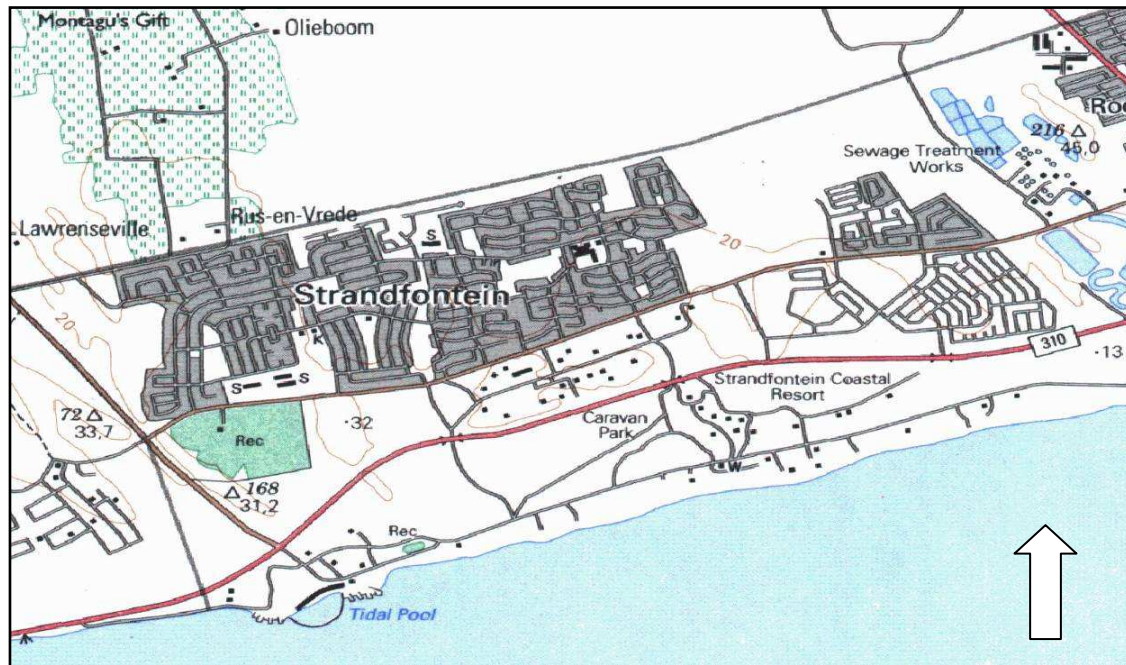 Montagu's Gift
Olieboom
Sewage Treatment
Works
216
45,0
Lawrenseville
Rus-en-Vrede
S
20
20
Strandfontein
310
·13
K
S
S
Strandfontein Coastal
Resort
72
33,7
Rec
·32
Caravan
Park
W
168
31,2
Rec
Tidal Pool